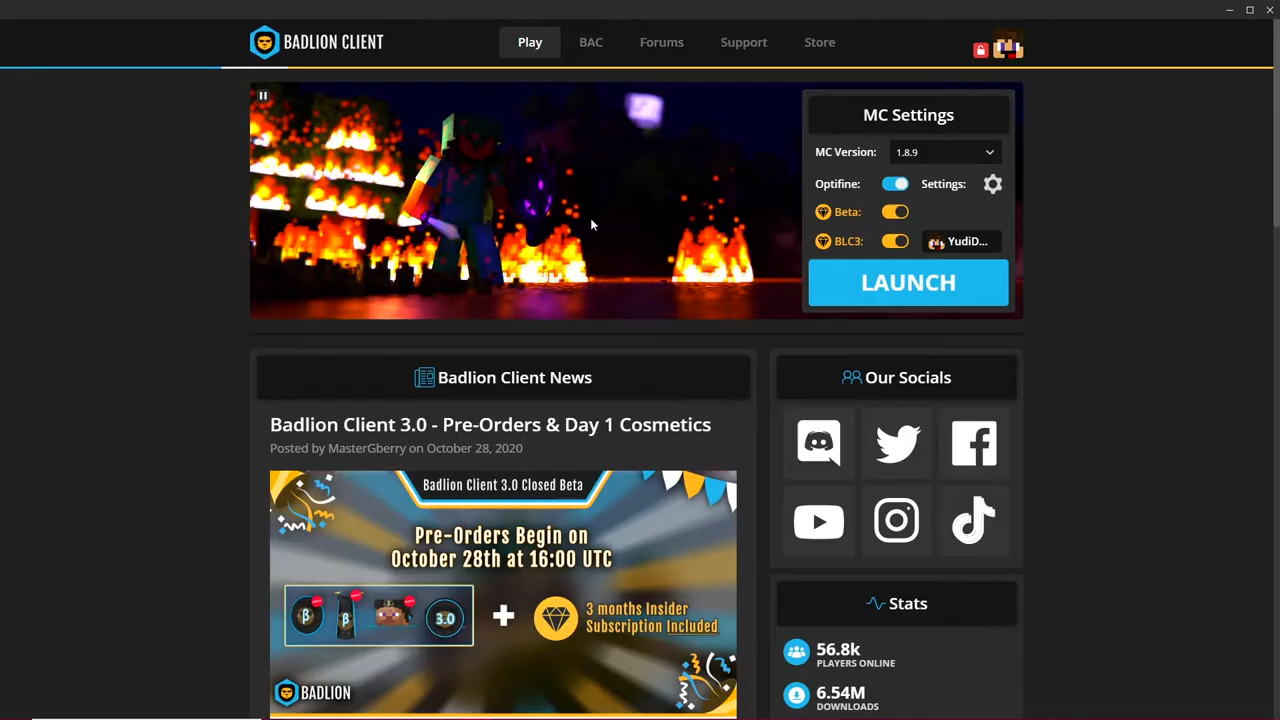 BADLION CLIENT
Play
BAC
Forums
Support
Store
MC Settings
MC Version:
1.8.9
Optifine:
Settings:
Beta:
BLC3:
YudiD...
LAUNCH
Badlion Client News
Badlion Client 3.0 - Pre-Orders & Day 1 Cosmetics
Posted by MasterGberry on October 28, 2020
Badlion Client 3.0 Closed Beta
Pre-Orders Begin on
October 28th at 16:00 UTC
β
β
3.0
+
3 months Insider
Subscription Included
BADLION
Our Socials
Stats
56.8k
PLAYERS ONLINE
6.54M
DOWNLOADS